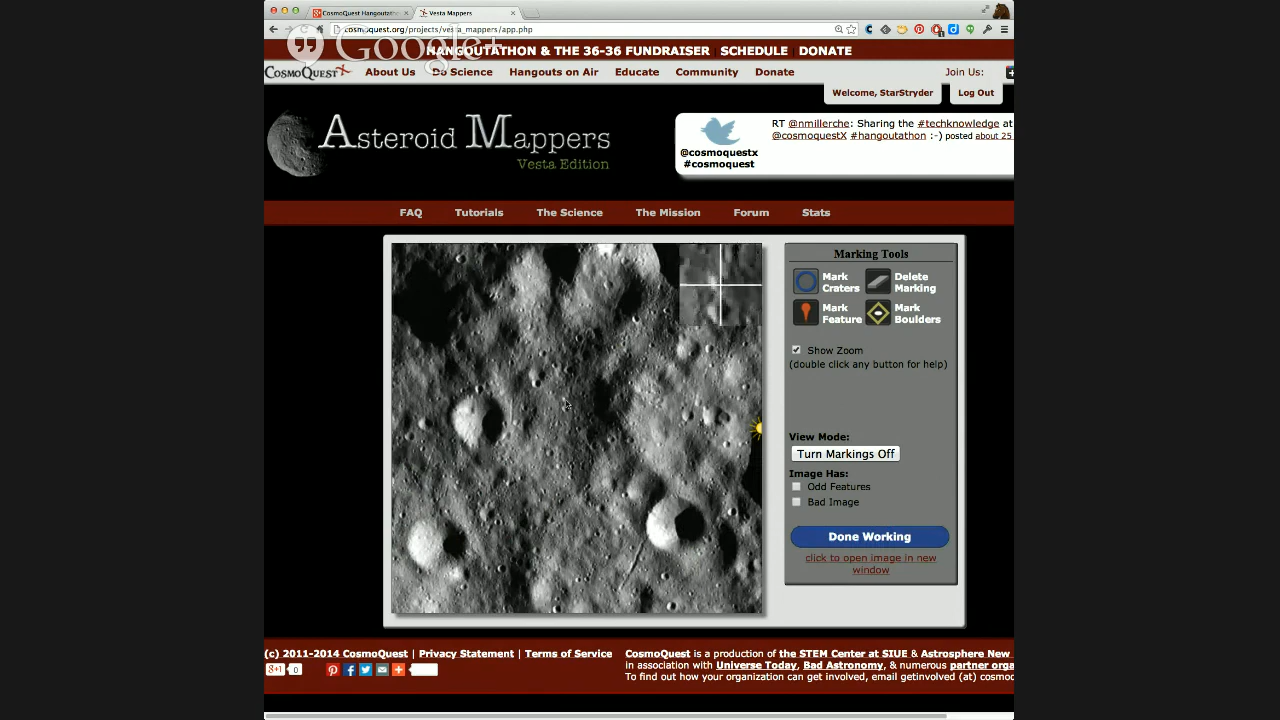 CosmoQuest Hangoutath
Vesta Mappers
cosmoquest.org/projects/vesta_mappers/app.php
Google+
HANGOUTATHON & THE 36-36 FUNDRAISER SCHEDULE DONATE
COSMOQUEST About Us Do Science Hangouts on Air Educate Community Donate Join Us:
Welcome, StarStryder Log Out
Asteroid Mappers
Vesta Edition
@cosmoquestx
#cosmoquest
RT @nmillerche: Sharing the #techknowledge at
@cosmoquestX #hangoutathon :-) posted about 25
FAQ Tutorials The Science The Mission Forum Stats
Marking Tools
Mark Craters
Delete Marking
Mark Feature
Mark Boulders
Show Zoom
(double click any button for help)
View Mode:
Turn Markings Off
Image Has:
Odd Features
Bad Image
Done Working
click to open image in new
window
(c) 2011-2014 CosmoQuest | Privacy Statement | Terms of Service
+1 0
CosmoQuest is a production of the STEM Center at SIUE & Astrosphere New
in association with Universe Today, Bad Astronomy, & numerous partner orga
To find out how your organization can get involved, email getinvolved (at) cosmoq